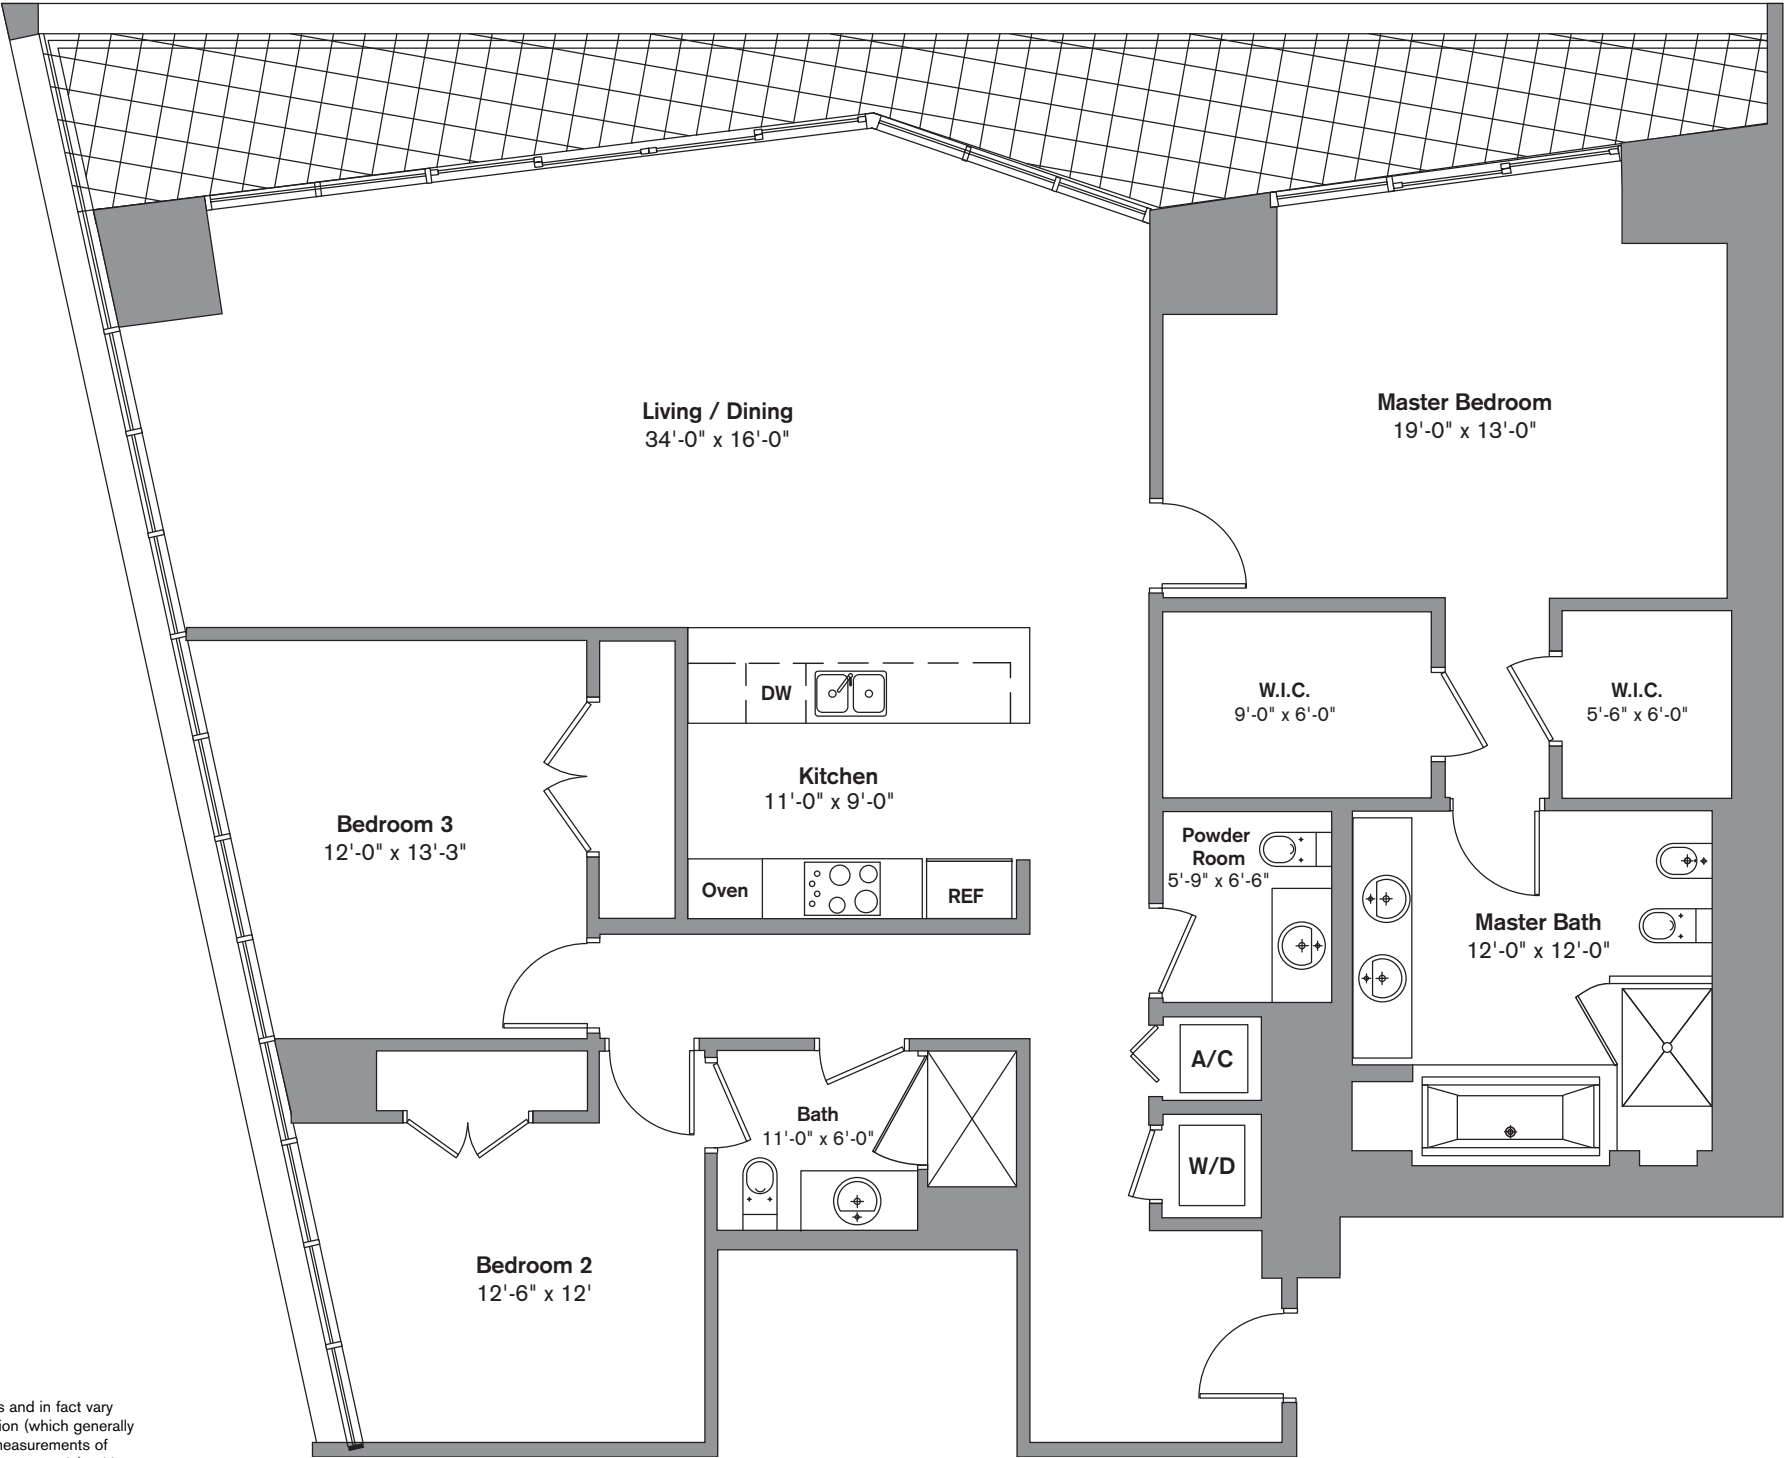 Living / Dining
34'-0" x 16'-0"
Master Bedroom
19'-0" x 13'-0"
W.I.C.
9'-0" x 6'-0"
W.I.C.
5'-6" x 6'-0"
DW
Kitchen
11'-0" x 9'-0"
Oven
REF
Bedroom 3
12'-0" x 13'-3"
Powder
Room
5'-9" x 6'-6"
Master Bath
12'-0" x 12'-0"
A/C
W/D
Bath
11'-0" x 6'-0"
Bedroom 2
12'-6" x 12'
s and in fact vary
ion (which generally
measurements of